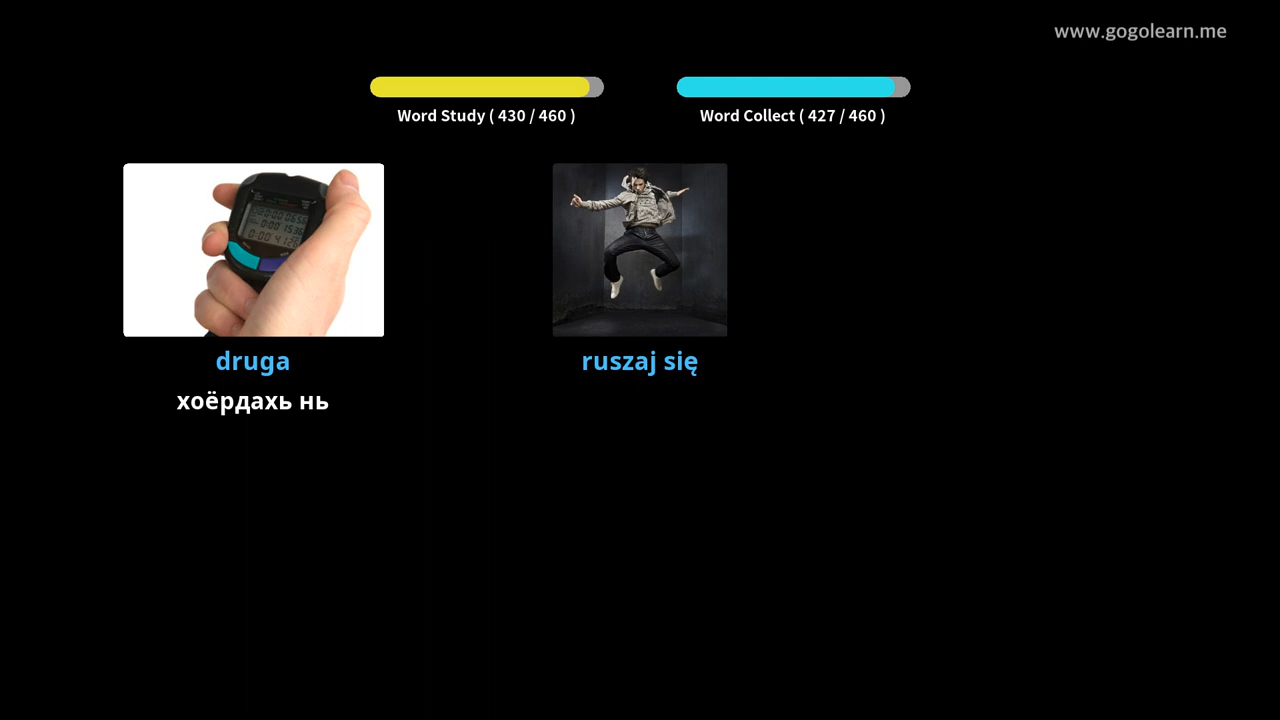 www.gogolearn.me
Word Study ( 430 / 460 )
Word Collect ( 427 / 460 )
druga
ruszaj się
хоёрдахь нь